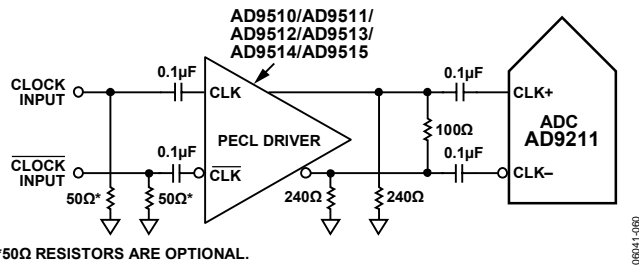 AD9510/AD9511/
AD9512/AD9513/
AD9514/AD9515
CLOCK
INPUT
0.1µF
CLK
0.1µF
CLK+
PECL DRIVER
100Ω
ADC
AD9211
CLOCK
INPUT
0.1µF
CLK
0.1µF
CLK–
50Ω*
50Ω*
240Ω
240Ω
*50Ω RESISTORS ARE OPTIONAL.
06041-060